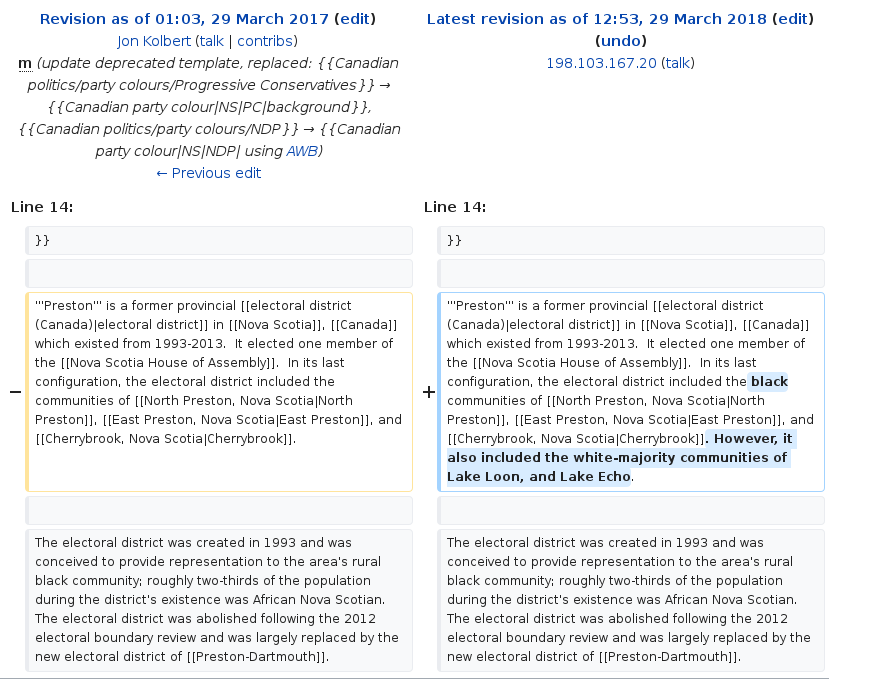 Revision as of 01:03, 29 March 2017 (edit)
Jon Kolbert (talk | contribs)
m (update deprecated template, replaced: {{Canadian
politics/party colours/Progressive Conservatives}} →
{{Canadian party colour|NS|PC|background}},
{{Canadian politics/party colours/NDP}} → {{Canadian
party colour|NS|NDP| using AWB)
← Previous edit
Latest revision as of 12:53, 29 March 2018 (edit)
(undo)
198.103.167.20 (talk)
Line 14:
Line 14:
}}
}}
−
'''Preston''' is a former provincial [[electoral district
(Canada)|electoral district]] in [[Nova Scotia]], [[Canada]]
which existed from 1993-2013.  It elected one member of
the [[Nova Scotia House of Assembly]].  In its last
configuration, the electoral district included the
communities of [[North Preston, Nova Scotia|North
Preston]], [[East Preston, Nova Scotia|East Preston]], and
[[Cherrybrook, Nova Scotia|Cherrybrook]].
+
'''Preston''' is a former provincial [[electoral district
(Canada)|electoral district]] in [[Nova Scotia]], [[Canada]]
which existed from 1993-2013.  It elected one member of
the [[Nova Scotia House of Assembly]].  In its last
configuration, the electoral district included the black
communities of [[North Preston, Nova Scotia|North
Preston]], [[East Preston, Nova Scotia|East Preston]], and
[[Cherrybrook, Nova Scotia|Cherrybrook]]. However, it
also included the white-majority communities of
Lake Loon, and Lake Echo.
The electoral district was created in 1993 and was
conceived to provide representation to the area's rural
black community; roughly two-thirds of the population
during the district's existence was African Nova Scotian.
The electoral district was abolished following the 2012
electoral boundary review and was largely replaced by the
new electoral district of [[Preston-Dartmouth]].
The electoral district was created in 1993 and was
conceived to provide representation to the area's rural
black community; roughly two-thirds of the population
during the district's existence was African Nova Scotian.
The electoral district was abolished following the 2012
electoral boundary review and was largely replaced by the
new electoral district of [[Preston-Dartmouth]].